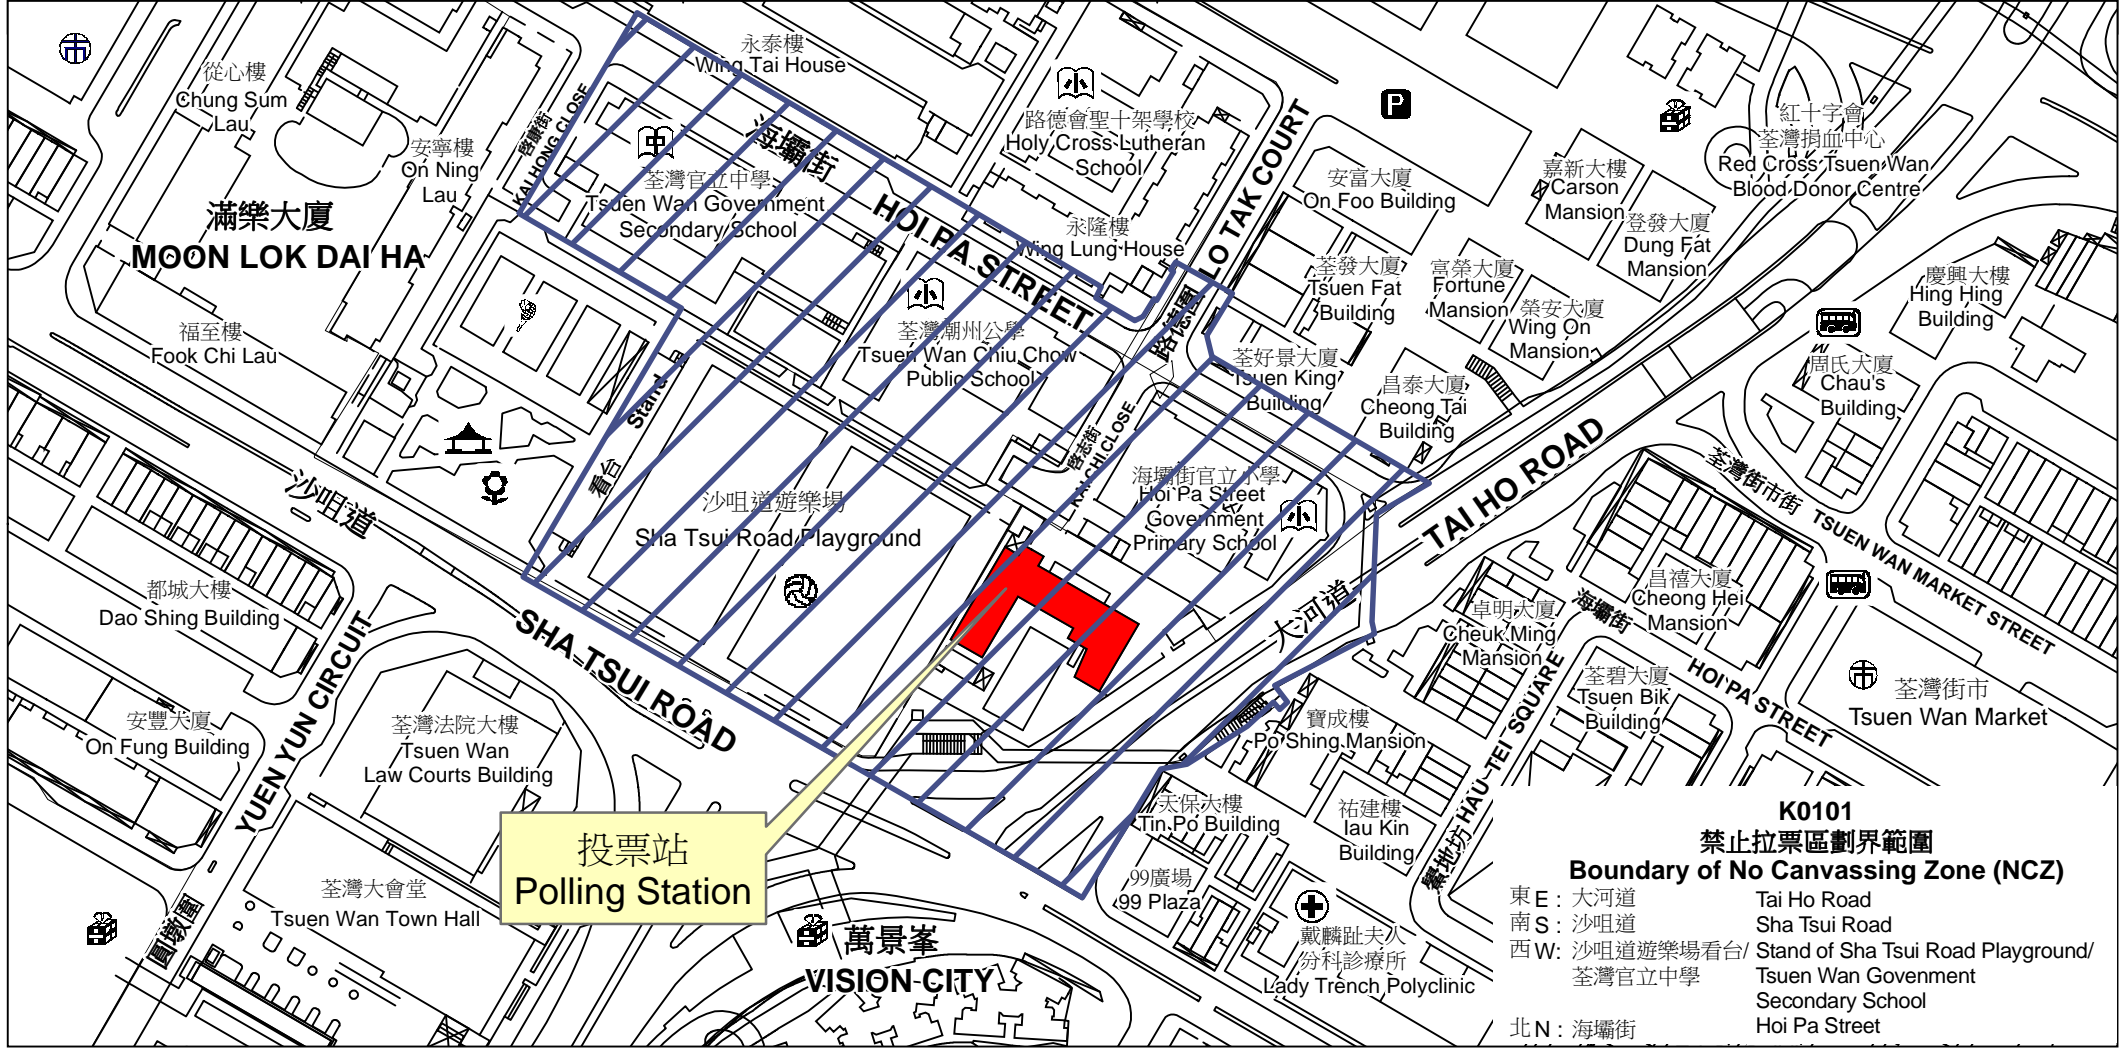 永泰樓
Wing Tai House
從心樓
Chung Sum
Lau
安寧樓
On Ning
Lau
啓康街
KAI HONG CLOSE
海壩街
HOI PA STREET
荃灣官立中學
Tsuen Wan Government
Secondary School
路德會聖十架學校
Holy Cross Lutheran
School
永隆樓
Wing Lung House
路德圍
LO TAK COURT
P
安富大廈
On Foo Building
嘉新大樓
Carson
Mansion
紅十字會
荃灣捐血中心
Red Cross Tsuen Wan
Blood Donor Centre
登發大廈
Dung Fat
Mansion
滿樂大廈
MOON LOK DAI HA
荃發大廈
Tsuen Fat
Building
富榮大廈
Fortune
Mansion
榮安大廈
Wing On
Mansion
慶興大樓
Hing Hing
Building
福至樓
Fook Chi Lau
荃灣潮州公學
Tsuen Wan Chiu Chow
Public School
荃好景大廈
Tsuen King
Building
昌泰大廈
Cheong Tai
Building
周氏大廈
Chau's
Building
看台
Stand
啓志街
KAI CHI CLOSE
沙咀道
SHA TSUI ROAD
沙咀道遊樂場
Sha Tsui Road Playground
海壩街官立小學
Hoi Pa Street
Government
Primary School
大河道
TAI HO ROAD
荃灣街市街
TSUEN WAN MARKET STREET
都城大樓
Dao Shing Building
卓明大廈
Cheuk Ming
Mansion
海壩街
HOI PA STREET
昌禧大廈
Cheong Hei
Mansion
荃碧大廈
Tsuen Bik
Building
荃灣街市
Tsuen Wan Market
安豐大廈
On Fung Building
圓墩圍
YUEN YUN CIRCUIT
荃灣法院大樓
Tsuen Wan
Law Courts Building
寶成樓
Po Shing Mansion
天保大樓
Tin Po Building
祐建樓
Iau Kin
Building
鱟地坊 HAU TEI SQUARE
投票站
Polling Station
荃灣大會堂
Tsuen Wan Town Hall
99廣場
99 Plaza
萬景峯
VISION CITY
戴麟趾夫人
分科診療所
Lady Trench Polyclinic
K0101
禁止拉票區劃界範圍
Boundary of No Canvassing Zone (NCZ)
東 E : 大河道 Tai Ho Road
南 S : 沙咀道 Sha Tsui Road
西 W: 沙咀道遊樂場看台/ Stand of Sha Tsui Road Playground/
荃灣官立中學 Tsuen Wan Govenment
Secondary School
北 N : 海壩街 Hoi Pa Street